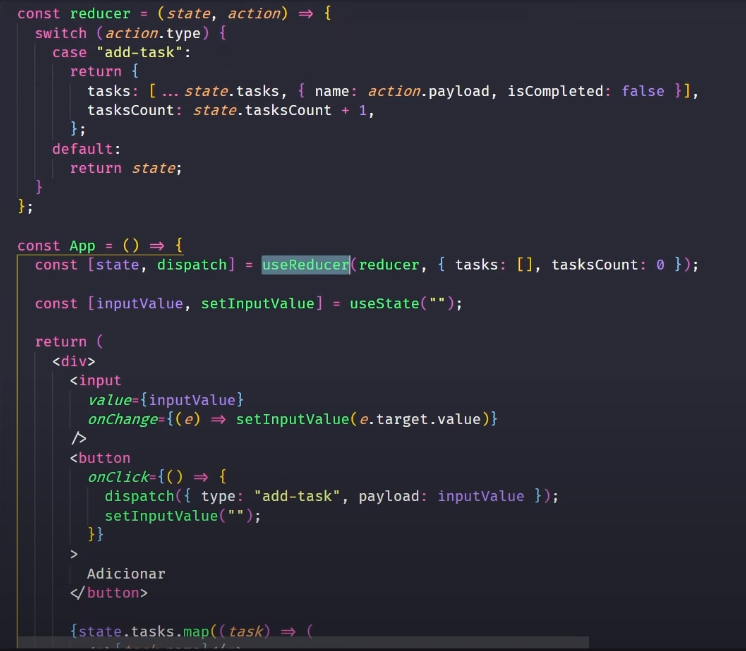 const reducer = (state, action) => {
switch (action.type) {
case "add-task":
return {
tasks: [...state.tasks, { name: action.payload, isCompleted: false }],
tasksCount: state.tasksCount + 1,
};
default:
return state;
}
};
const App = () => {
const [state, dispatch] = useReducer(reducer, { tasks: [], tasksCount: 0 });
const [inputValue, setInputValue] = useState("");
return (
<div>
<input
value={inputValue}
onChange={(e) => setInputValue(e.target.value)}
/>
<button
onClick={() => {
dispatch({ type: "add-task", payload: inputValue });
setInputValue("");
}}
>
Adicionar
</button>
{state.tasks.map((task) => (